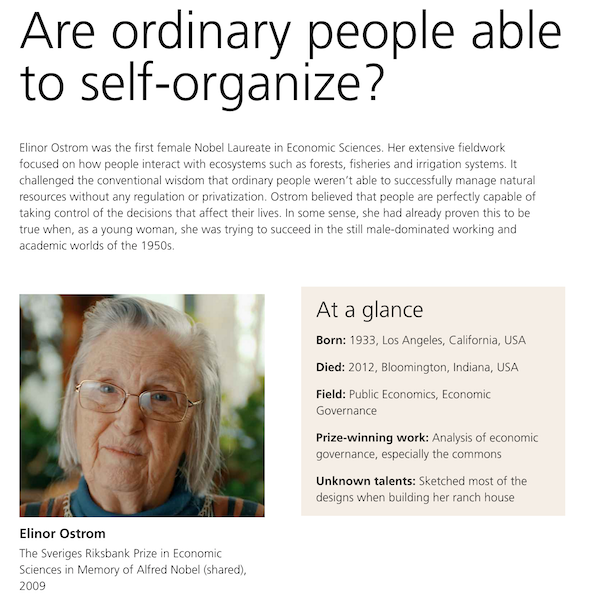 Are ordinary people able
to self-organize?
Elinor Ostrom was the first female Nobel Laureate in Economic Sciences. Her extensive fieldwork
focused on how people interact with ecosystems such as forests, fisheries and irrigation systems. It
challenged the conventional wisdom that ordinary people weren't able to successfully manage natural
resources without any regulation or privatization. Ostrom believed that people are perfectly capable of
taking control of the decisions that affect their lives. In some sense, she had already proven this to be
true when, as a young woman, she was trying to succeed in the still male-dominated working and
academic worlds of the 1950s.
At a glance
Born: 1933, Los Angeles, California, USA
Died: 2012, Bloomington, Indiana, USA
Field: Public Economics, Economic
Governance
Prize-winning work: Analysis of economic
governance, especially the commons
Unknown talents: Sketched most of the
designs when building her ranch house
Elinor Ostrom
The Sveriges Riksbank Prize in Economic
Sciences in Memory of Alfred Nobel (shared),
2009